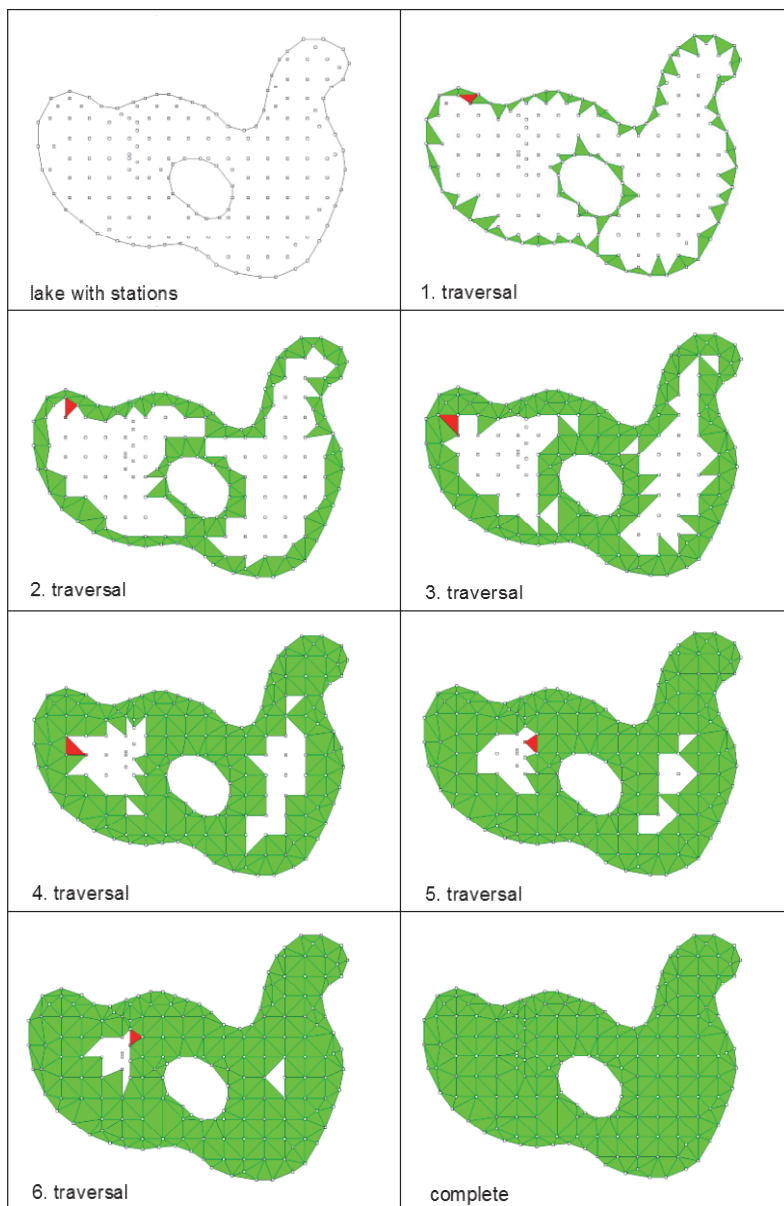 lake with stations
1. traversal
2. traversal
3. traversal
4. traversal
5. traversal
6. traversal
complete